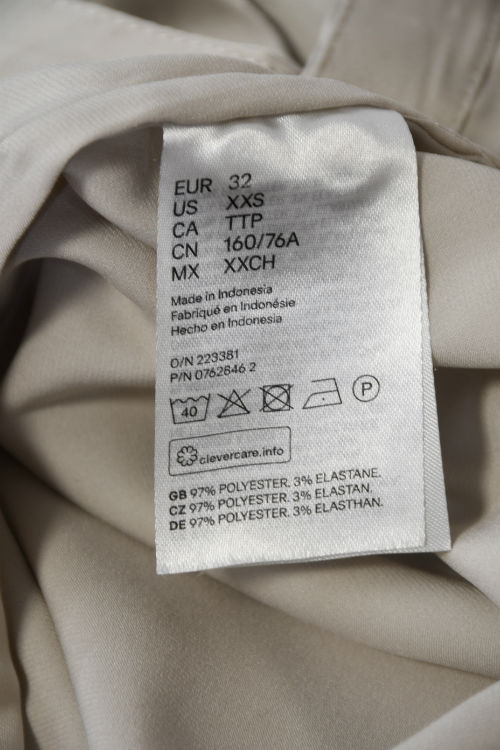 EUR 32
US XXS
CA TTP
CN 160/76A
MX XXCH
Made in Indonesia
Fabriqué en Indonésie
Hecho en Indonesia
O/N 223381
P/N 0762846 2
40
P
clevercare.info
GB 97% POLYESTER. 3% ELASTANE.
CZ 97% POLYESTER. 3% ELASTAN.
DE 97% POLYESTER. 3% ELASTHAN.